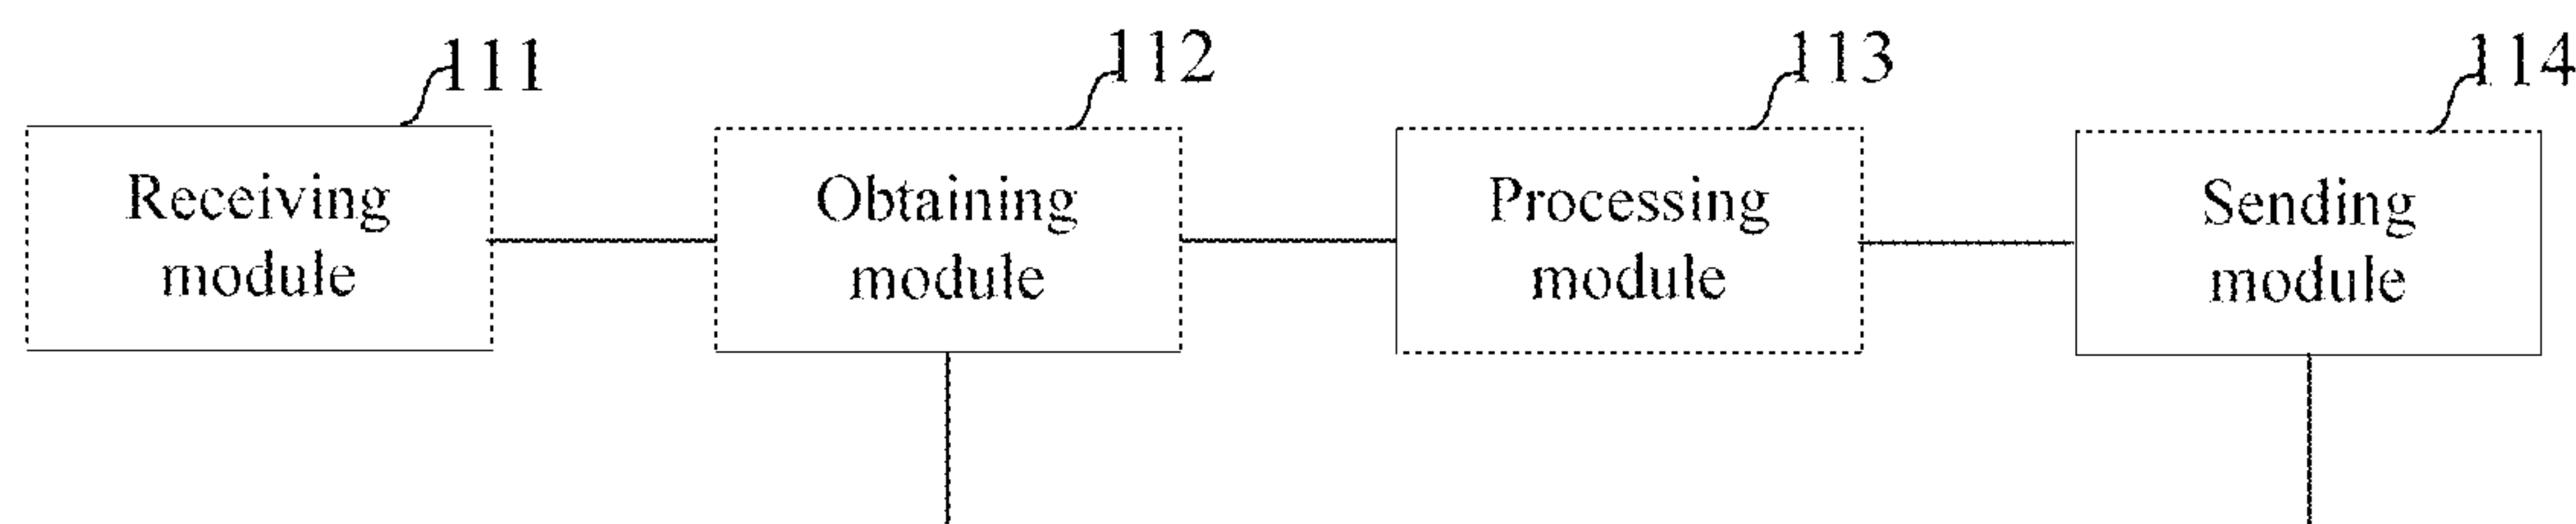 111
112
113
114
Receiving
module
Obtaining
module
Processing
module
Sending
module